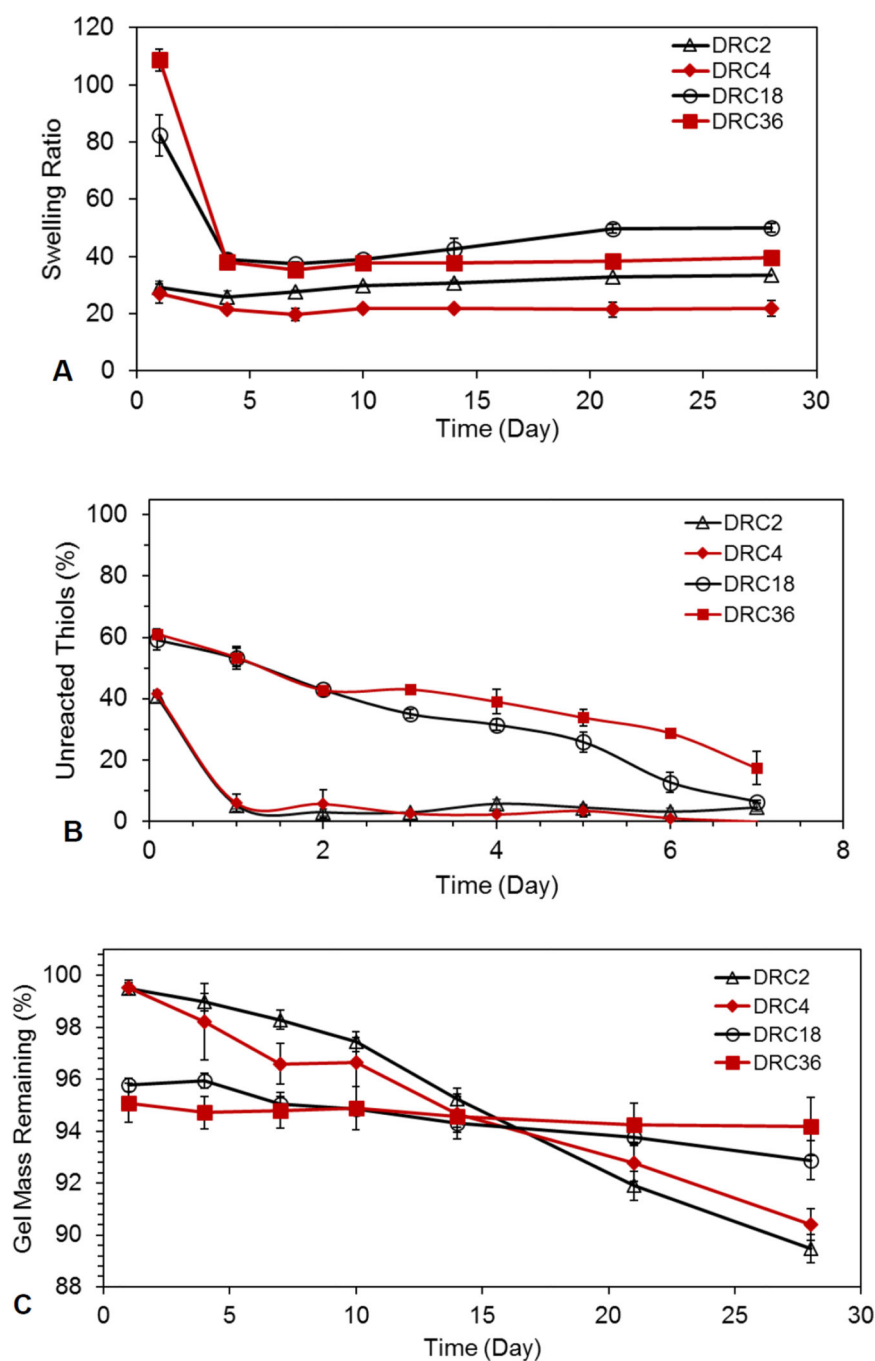 120
100
80
60
40
20
0
Swelling Ratio
DRC2
DRC4
DRC18
DRC36
0 5 10 15 20 25 30
Time (Day)
A
100
80
60
40
20
0
Unreacted Thiols (%)
DRC2
DRC4
DRC18
DRC36
0 2 4 6 8
Time (Day)
B
100
98
96
94
92
90
88
Gel Mass Remaining (%)
DRC2
DRC4
DRC18
DRC36
0 5 10 15 20 25 30
Time (Day)
C